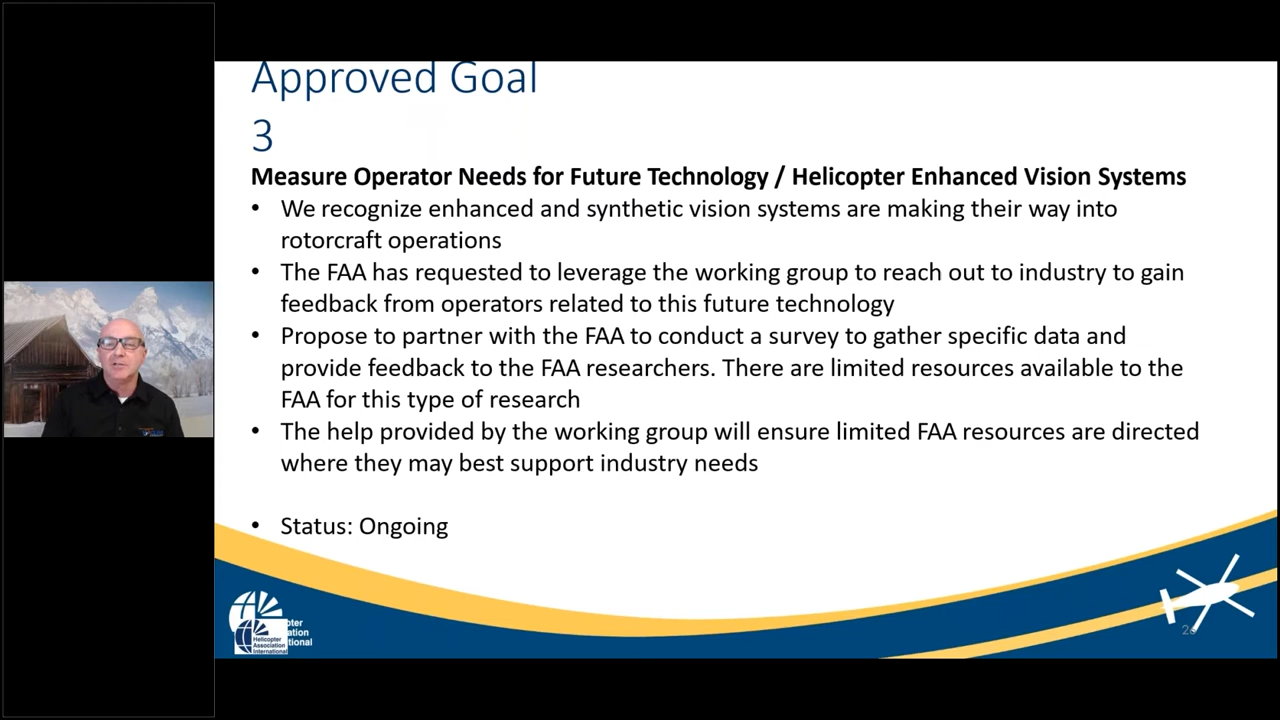 Approved Goal
3
Measure Operator Needs for Future Technology / Helicopter Enhanced Vision Systems
• We recognize enhanced and synthetic vision systems are making their way into
rotorcraft operations
• The FAA has requested to leverage the working group to reach out to industry to gain
feedback from operators related to this future technology
• Propose to partner with the FAA to conduct a survey to gather specific data and
provide feedback to the FAA researchers. There are limited resources available to the
FAA for this type of research
• The help provided by the working group will ensure limited FAA resources are directed
where they may best support industry needs
• Status: Ongoing
Helicopter
Association
International